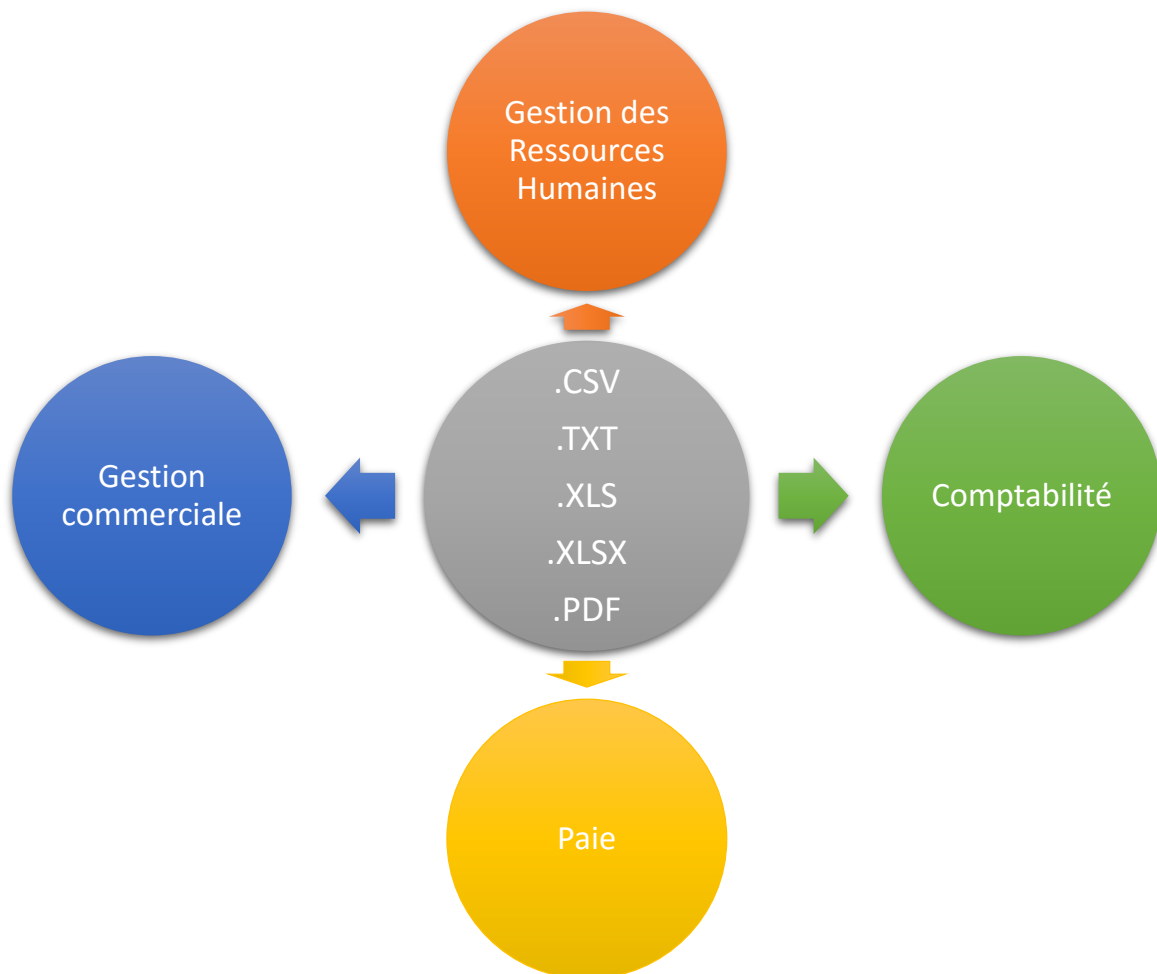 Gestion des
Ressources
Humaines
Gestion
commerciale
.CSV
.TXT
.XLS
.XLSX
.PDF
Comptabilité
Paie